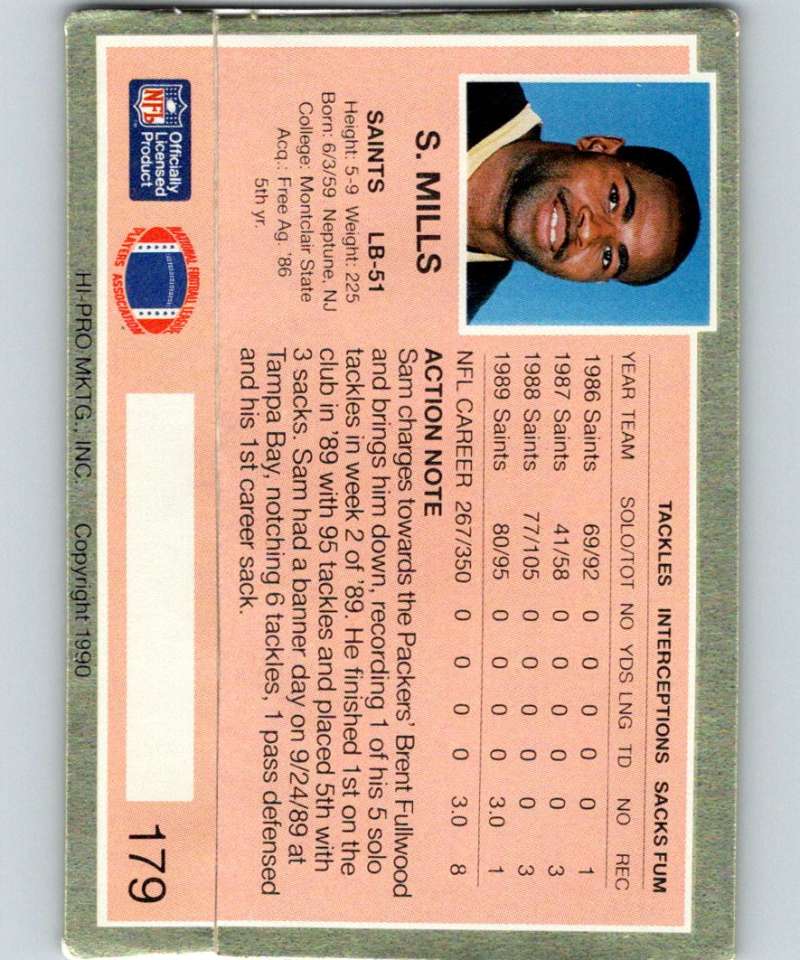 S. MILLS
SAINTS LB-51
Height: 5-9 Weight: 225
Born: 6/3/59 Neptune, NJ
College: Montclair State
Acq.: Free Ag. '86
5th yr.
TACKLES INTERCEPTIONS SACKS FUM
YEAR TEAM SOLO/TOT NO YDS LNG TD NO REC
1986 Saints 69/92 0 0 0 0 0 1
1987 Saints 41/58 0 0 0 0 0 3
1988 Saints 77/105 0 0 0 0 0 3
1989 Saints 80/95 0 0 0 0 3.0 1
NFL CAREER 267/350 0 0 0 0 3.0 8
ACTION NOTE
Sam charges towards the Packers' Brent Fullwood
and brings him down, recording 1 of his 5 solo
tackles in week 2 of '89. He finished 1st on the
club in '89 with 95 tackles and placed 5th with
3 sacks. Sam had a banner day on 9/24/89 at
Tampa Bay, notching 6 tackles, 1 pass defensed
and his 1st career sack.
NFL
Officially
Licensed
Product
NATIONAL FOOTBALL LEAGUE
PLAYERS ASSOCIATION
179
HI-PRO MKTG., INC. Copyright 1990